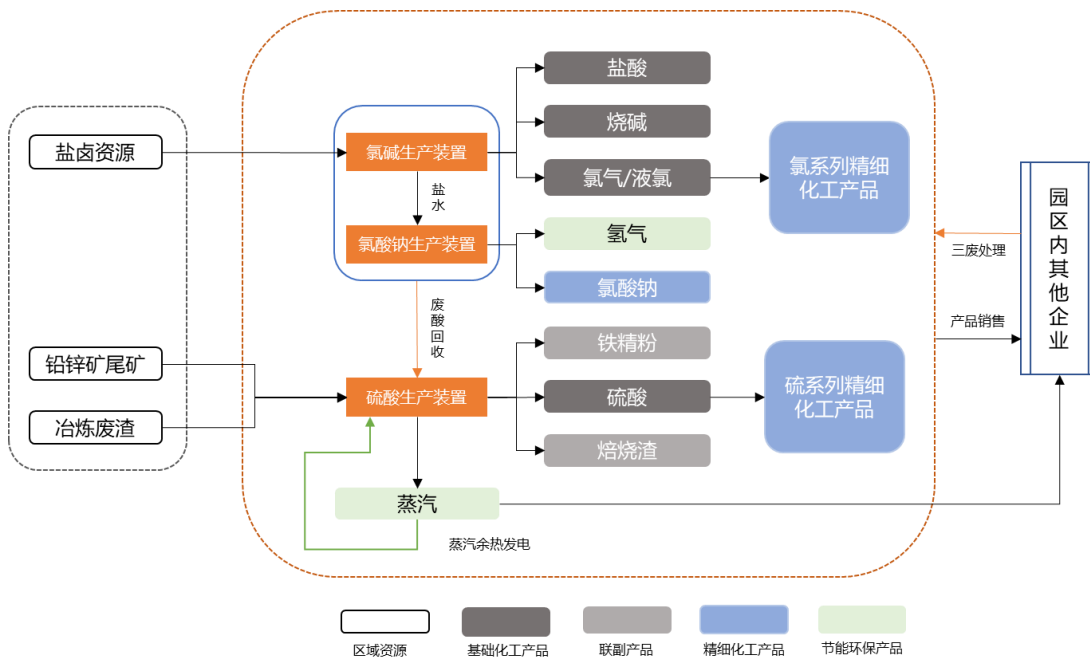 盐酸
烧碱
盐卤资源
氯碱生产装置
氯气/液氯
氯系列精细
化工产品
盐
水
氯酸钠生产装置
氢气
氯酸钠
园
区
内
其
他
企
业
三废处理
产品销售
废
酸
回
收
铁精粉
铅锌矿尾矿
硫酸生产装置
硫酸
硫系列精细
化工产品
冶炼废渣
焙烧渣
蒸汽
蒸汽余热发电
区域资源
基础化工产品
联副产品
精细化工产品
节能环保产品